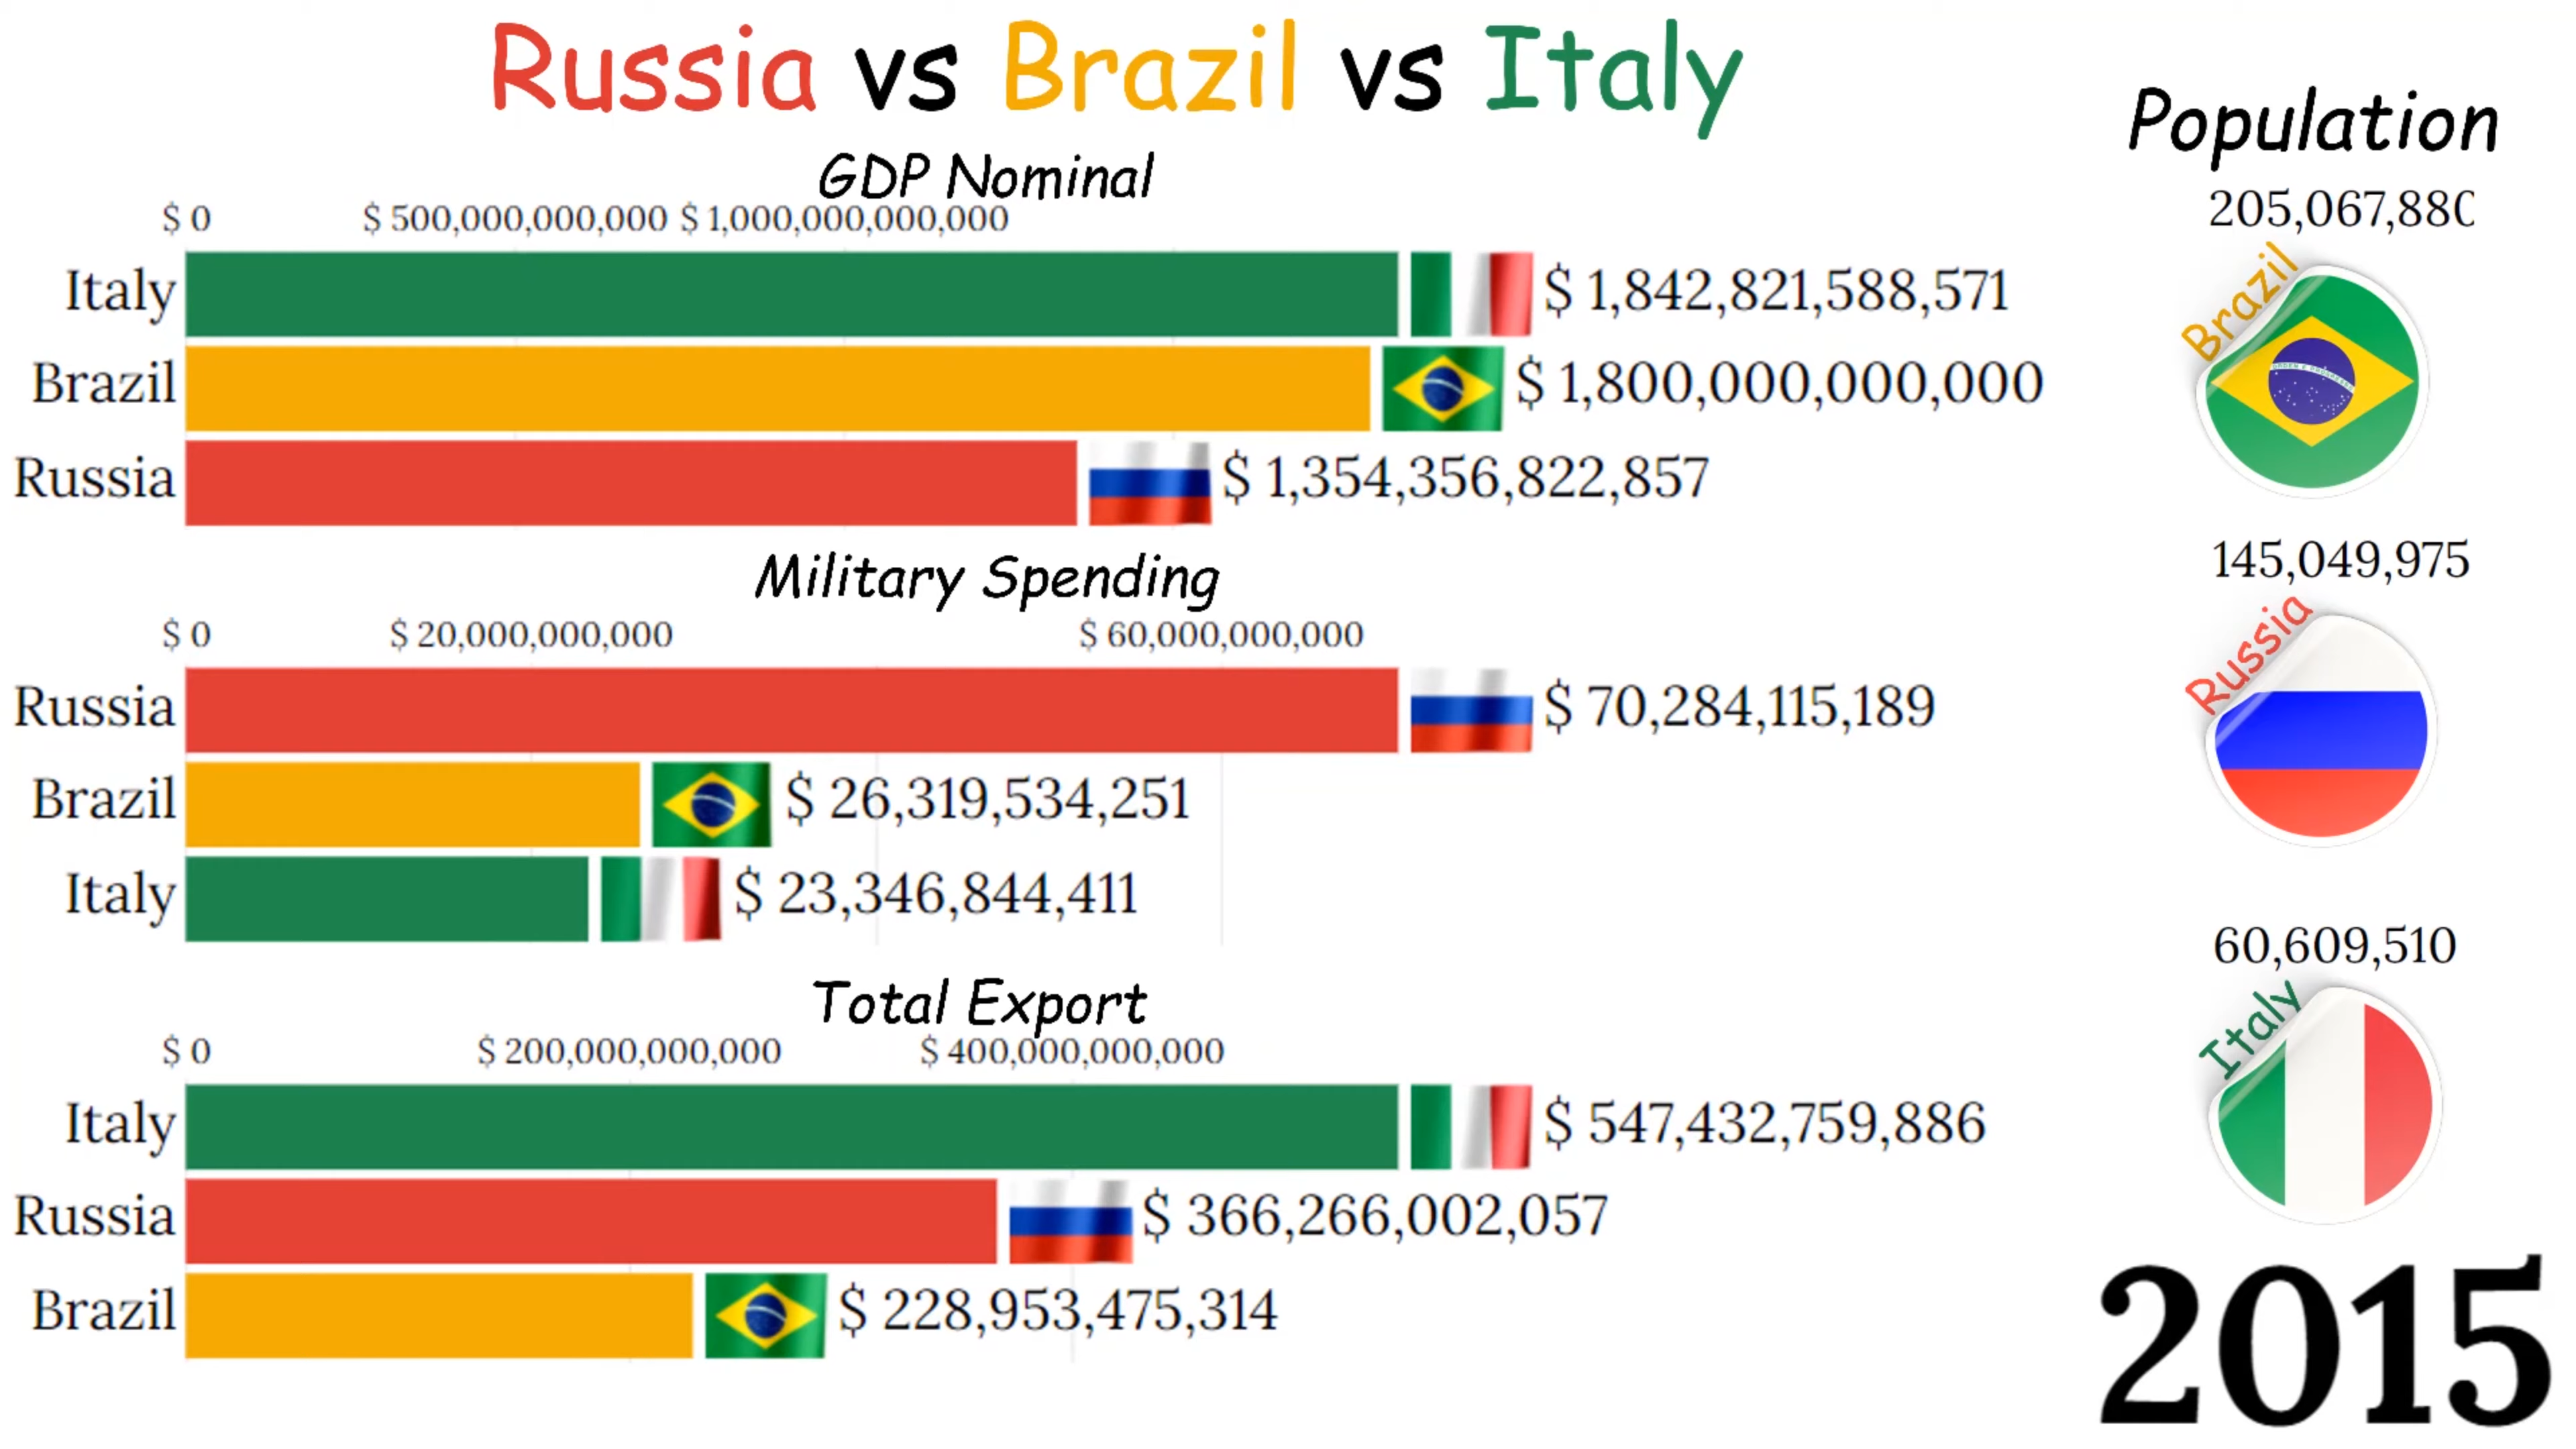 Russia vs Brazil vs Italy
GDP Nominal
$ 0 $ 500,000,000,000 $ 1,000,000,000,000
Italy $ 1,842,821,588,571
Brazil $ 1,800,000,000,000
Russia $ 1,354,356,822,857
Military Spending
$ 0 $ 20,000,000,000 $ 60,000,000,000
Russia $ 70,284,115,189
Brazil $ 26,319,534,251
Italy $ 23,346,844,411
Total Export
$ 0 $ 200,000,000,000 $ 400,000,000,000
Italy $ 547,432,759,886
Russia $ 366,266,002,057
Brazil $ 228,953,475,314
Population
205,067,880
Brazil
145,049,975
Russia
60,609,510
Italy
2015